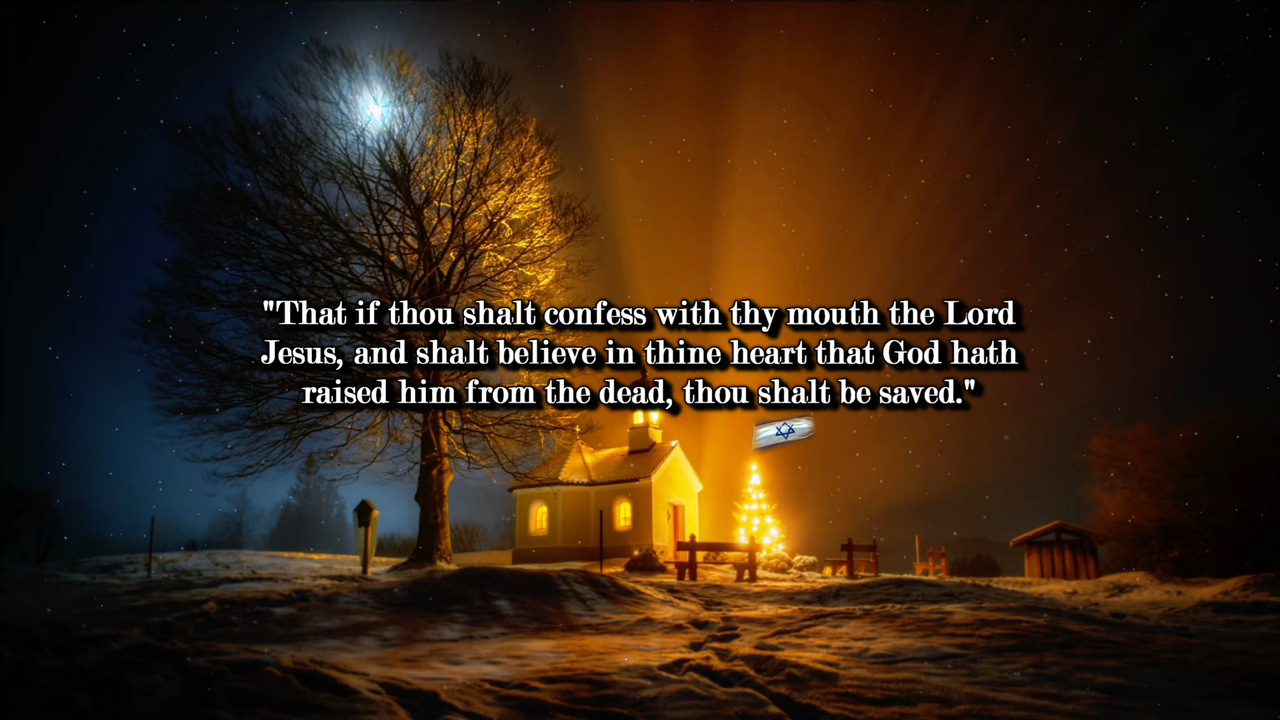 "That if thou shalt confess with thy mouth the Lord
Jesus, and shalt believe in thine heart that God hath
raised him from the dead, thou shalt be saved."